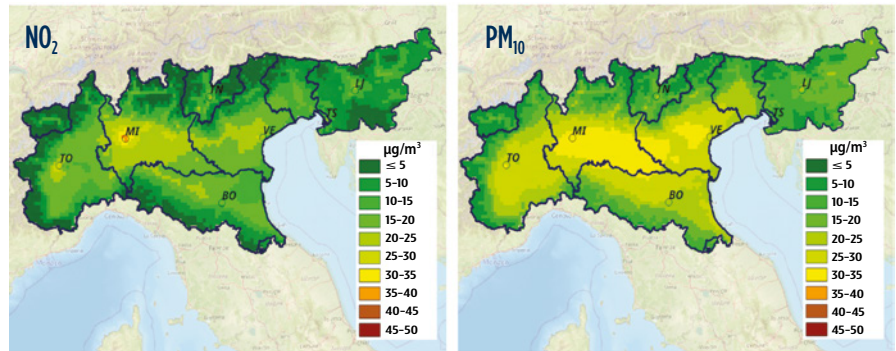 NO₂
TN
LJ
MI
VE
TS
TO
BO
µg/m³
≤ 5
5–10
10–15
15–20
20–25
25–30
30–35
35–40
40–45
45–50
PM₁₀
TN
LJ
MI
VE
TS
TO
BO
µg/m³
≤ 5
5–10
10–15
15–20
20–25
25–30
30–35
35–40
40–45
45–50